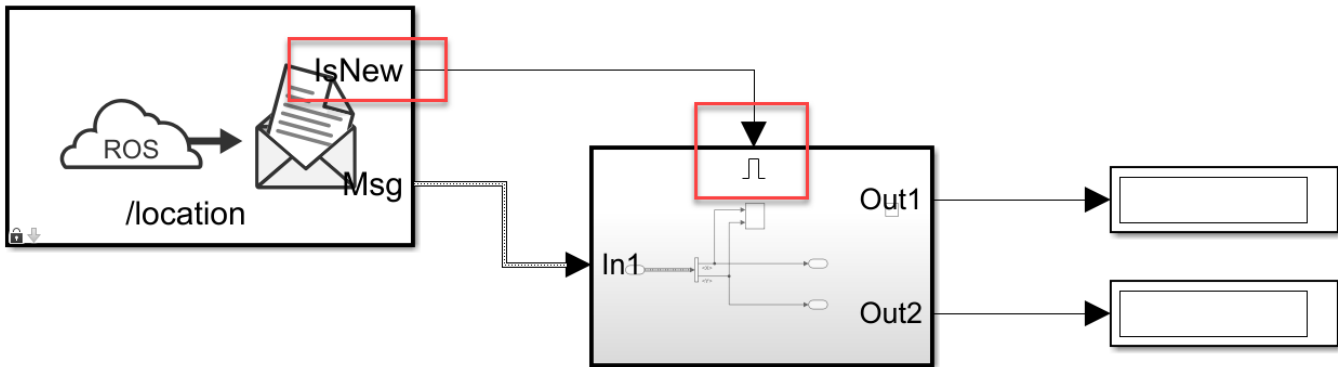 IsNew
ROS
Msg
/location
Out1
In1
<X>
<Y>
Out2